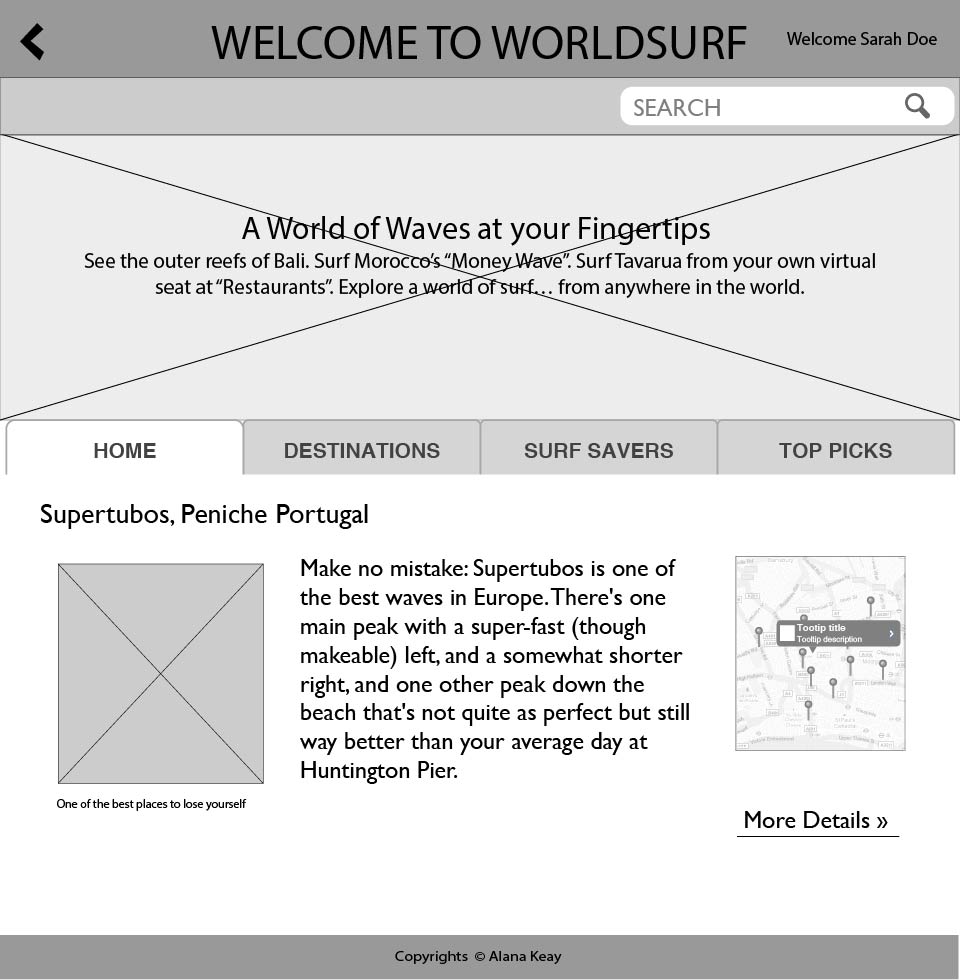 WELCOME TO WORLDSURF
Welcome Sarah Doe
SEARCH
A World of Waves at your Fingertips
See the outer reefs of Bali. Surf Morocco's “Money Wave”. Surf Tavarua from your own virtual
seat at “Restaurants”. Explore a world of surf… from anywhere in the world.
HOME
DESTINATIONS
SURF SAVERS
TOP PICKS
Supertubos, Peniche Portugal
Make no mistake: Supertubos is one of
the best waves in Europe. There's one
main peak with a super-fast (though
makeable) left, and a somewhat shorter
right, and one other peak down the
beach that's not quite as perfect but still
way better than your average day at
Huntington Pier.
Tootip title
Tooltip description
One of the best places to lose yourself
More Details »
Copyrights © Alana Keay